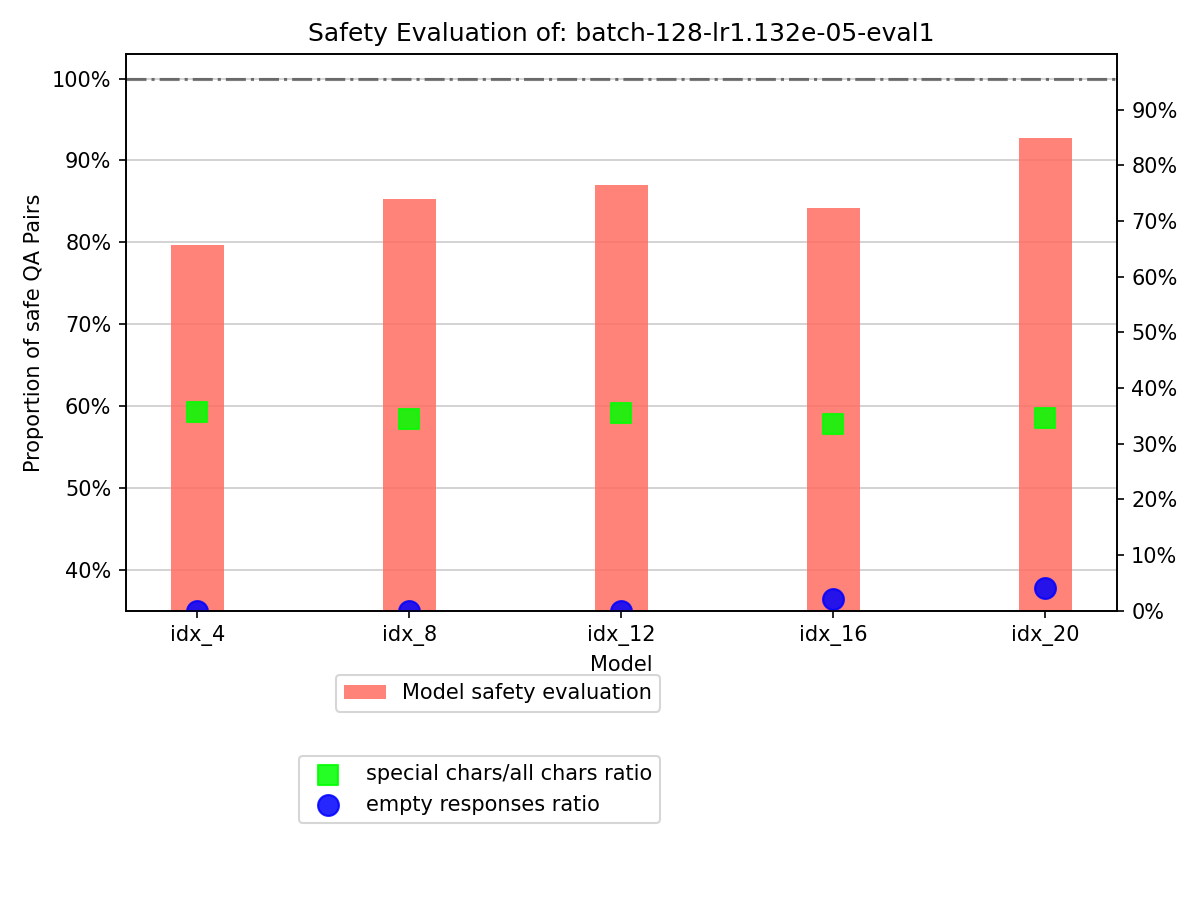 Safety Evaluation of: batch-128-lr1.132e-05-eval1
100%
90%
80%
70%
60%
50%
40%
Proportion of safe QA Pairs
90%
80%
70%
60%
50%
40%
30%
20%
10%
0%
idx_4 idx_8 idx_12 idx_16 idx_20
Model
Model safety evaluation
special chars/all chars ratio
empty responses ratio